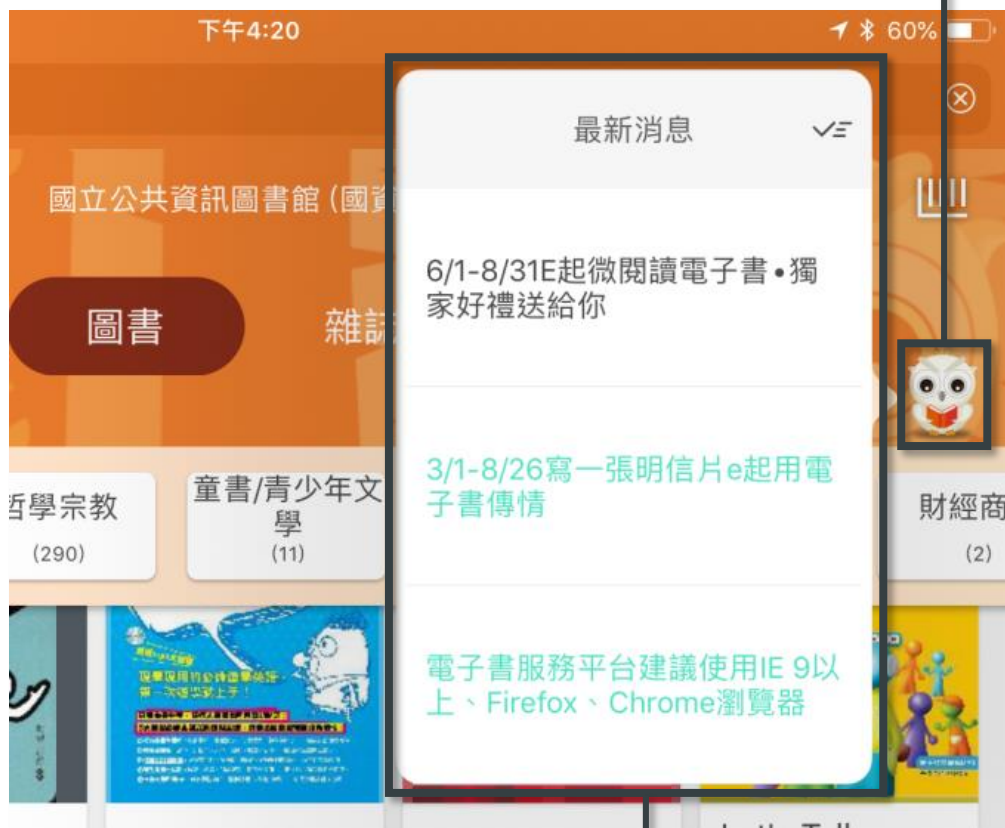 下午4:20
60%
最新消息
國立公共資訊圖書館 (國資
6/1-8/31E起微閱讀電子書•獨
家好禮送給你
圖書
雜誌
3/1-8/26寫一張明信片e起用電
子書傳情
哲學宗教
(290)
童書/青少年文
學
(11)
財經商
(2)
電子書服務平台建議使用IE 9以
上、Firefox、Chrome瀏覽器